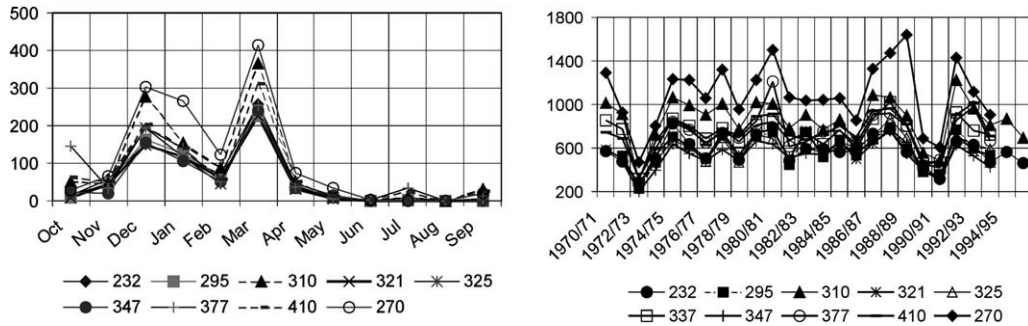 500
400
300
200
100
0
Oct Nov Dec Jan Feb Mar Apr May Jun Jul Aug Sep
232 295 310 321 325
347 377 410 270
1800
1400
1000
600
200
1970/71 1972/73 1974/75 1976/77 1978/79 1980/81 1982/83 1984/85 1986/87 1988/89 1990/91 1992/93 1994/95
232 295 310 321 325
337 347 377 410 270